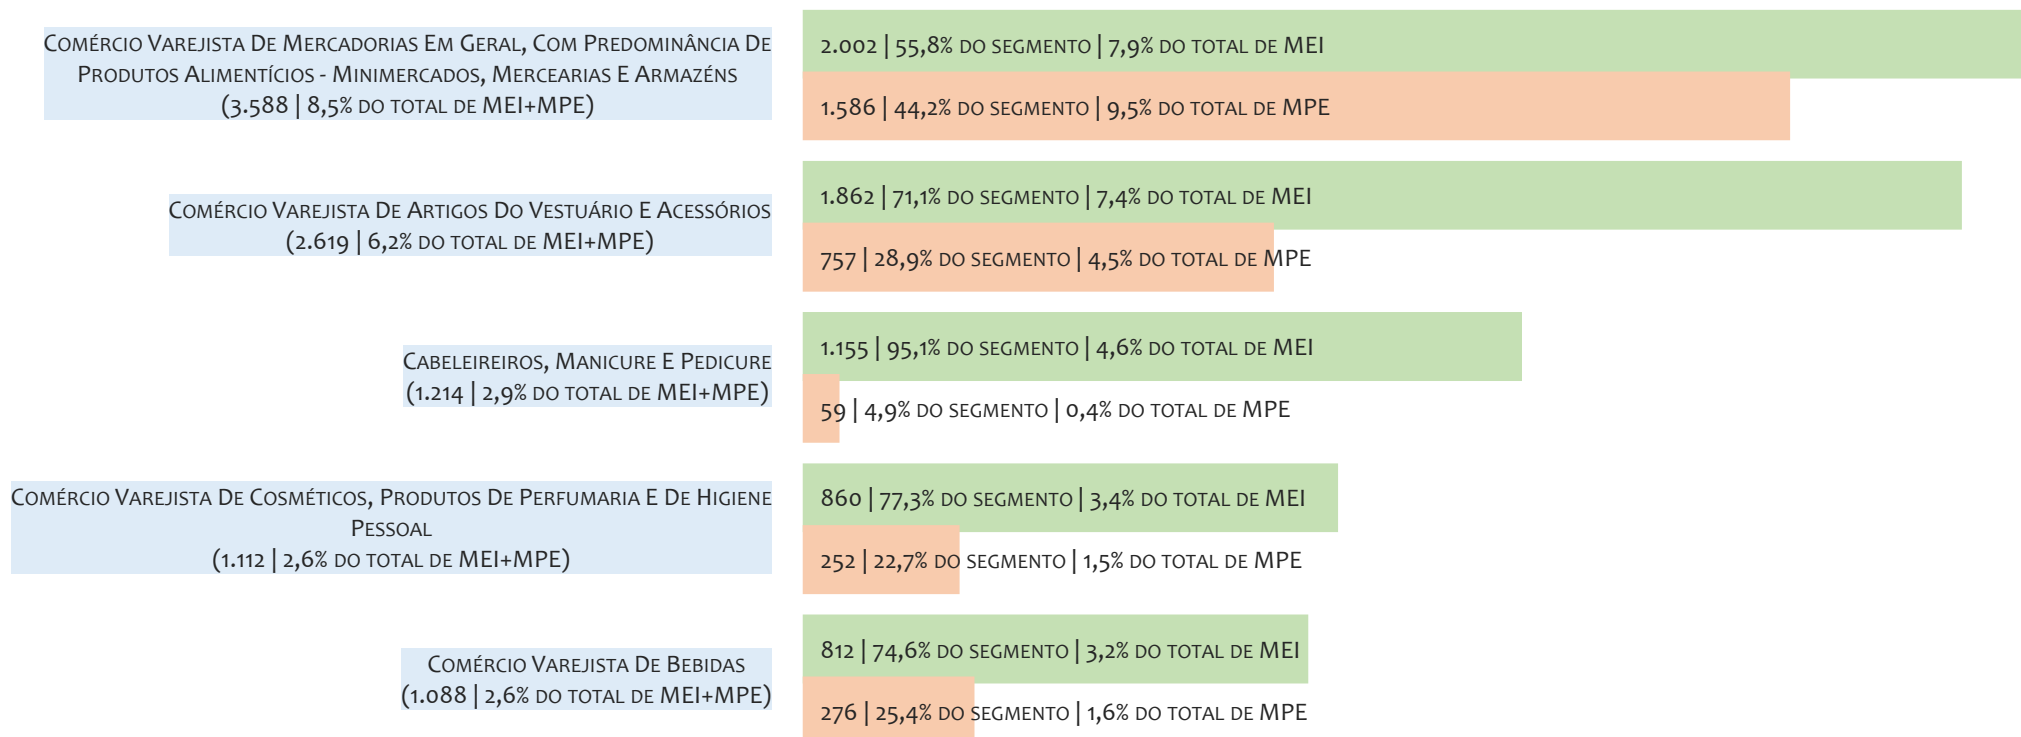 Comércio Varejista De Mercadorias Em Geral, Com Predominância De
Produtos Alimentícios - Minimercados, Mercearias E Armazéns
(3.588 | 8,5% do total de MEI+MPE)
2.002 | 55,8% do segmento | 7,9% do total de MEI
1.586 | 44,2% do segmento | 9,5% do total de MPE
Comércio Varejista De Artigos Do Vestuário E Acessórios
(2.619 | 6,2% do total de MEI+MPE)
1.862 | 71,1% do segmento | 7,4% do total de MEI
757 | 28,9% do segmento | 4,5% do total de MPE
Cabeleireiros, Manicure E Pedicure
(1.214 | 2,9% do total de MEI+MPE)
1.155 | 95,1% do segmento | 4,6% do total de MEI
59 | 4,9% do segmento | 0,4% do total de MPE
Comércio Varejista De Cosméticos, Produtos De Perfumaria E De Higiene
Pessoal
(1.112 | 2,6% do total de MEI+MPE)
860 | 77,3% do segmento | 3,4% do total de MEI
252 | 22,7% do segmento | 1,5% do total de MPE
Comércio Varejista De Bebidas
(1.088 | 2,6% do total de MEI+MPE)
812 | 74,6% do segmento | 3,2% do total de MEI
276 | 25,4% do segmento | 1,6% do total de MPE